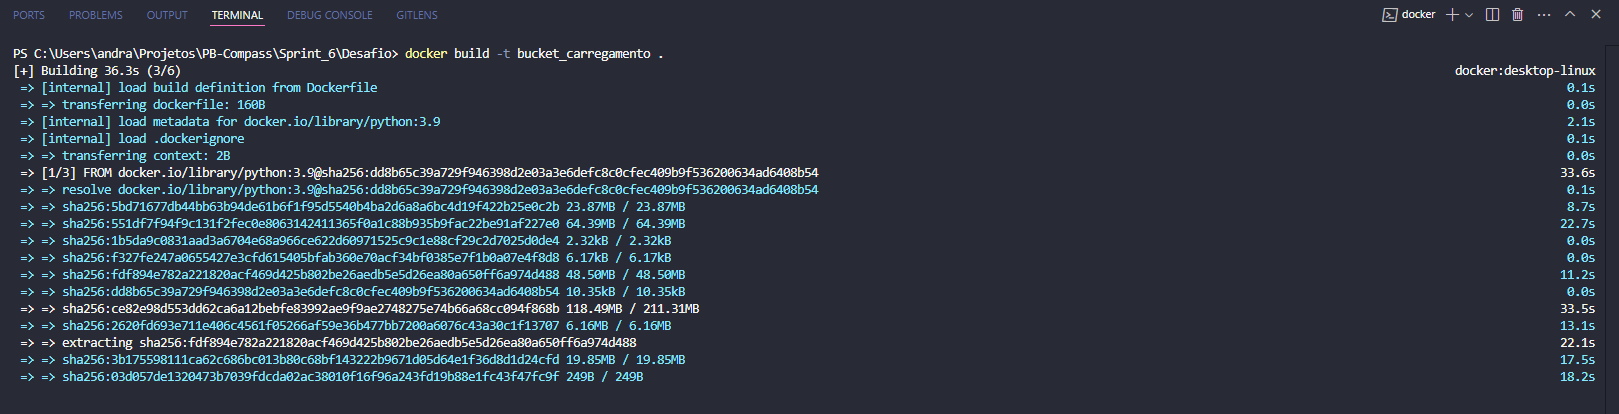 PORTS PROBLEMS OUTPUT TERMINAL DEBUG CONSOLE GITLENS docker
PS C:\Users\andra\Projetos\PB-Compass\Sprint_6\Desafio> docker build -t bucket_carregamento .
[+] Building 36.3s (3/6) docker:desktop-linux
=> [internal] load build definition from Dockerfile 0.1s
=> => transferring dockerfile: 160B 0.0s
=> [internal] load metadata for docker.io/library/python:3.9 2.1s
=> [internal] load .dockerignore 0.1s
=> => transferring context: 2B 0.0s
=> [1/3] FROM docker.io/library/python:3.9@sha256:dd8b65c39a729f946398d2e03a3e6defc8c0cfec409b9f536200634ad6408b54 33.6s
=> => resolve docker.io/library/python:3.9@sha256:dd8b65c39a729f946398d2e03a3e6defc8c0cfec409b9f536200634ad6408b54 0.1s
=> => sha256:5bd71677db44bb63b94de61b6f1f95d5540b4ba2d6a8a6bc4d19f422b25e0c2b 23.87MB / 23.87MB 8.7s
=> => sha256:551df7f94f9c131f2fec0e8063142411365f0a1c88b935b9fac22be91af227e0 64.39MB / 64.39MB 22.7s
=> => sha256:1b5da9c0831aad3a6704e68a966ce622d60971525c9c1e88cf29c2d7025d0de4 2.32kB / 2.32kB 0.0s
=> => sha256:f327fe247a0655427e3cfd615405bfab360e70acf34bf0385e7f1b0a07e4f8d8 6.17kB / 6.17kB 0.0s
=> => sha256:fdf894e782a221820acf469d425b802be26aedb5e5d26ea80a650ff6a974d488 48.50MB / 48.50MB 11.2s
=> => sha256:dd8b65c39a729f946398d2e03a3e6defc8c0cfec409b9f536200634ad6408b54 10.35kB / 10.35kB 0.0s
=> => sha256:ce82e98d553dd62ca6a12bebfe83992ae9f9ae2748275e74b66a68cc094f868b 118.49MB / 211.31MB 33.5s
=> => sha256:2620fd693e711e406c4561f05266af59e36b477bb7200a6076c43a30c1f13707 6.16MB / 6.16MB 13.1s
=> => extracting sha256:fdf894e782a221820acf469d425b802be26aedb5e5d26ea80a650ff6a974d488 22.1s
=> => sha256:3b175598111ca62c686bc013b80c68bf143222b9671d05d64e1f36d8d1d24cfd 19.85MB / 19.85MB 17.5s
=> => sha256:03d057de1320473b7039fdcda02ac38010f16f96a243fd19b88e1fc43f47fc9f 249B / 249B 18.2s